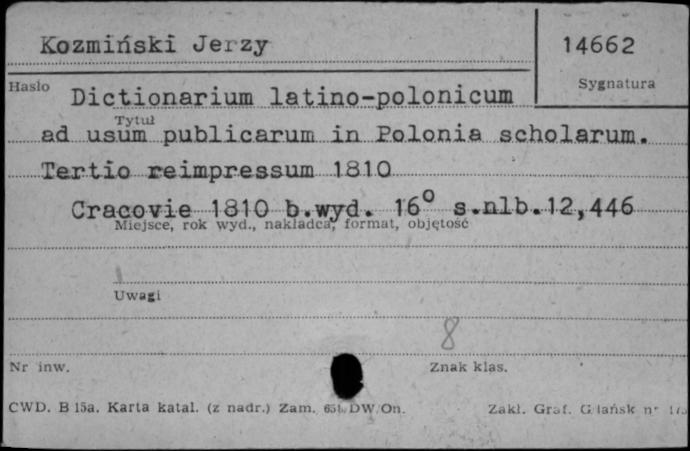 Kozmiński Jerzy
14662
Hasło
Sygnatura
Dictionarium latino-polonicum
Tytuł
ad usum publicarum in Polonia scholarum.
Tertio reimpressum 1810
Cracovie 1810 b.wyd. 16° s.nlb.12,446
Miejsce, rok wyd., nakładca, format, objętość
Uwagi
8
Nr inw.
Znak klas.
CWD. B 15a. Karta katal. (z nadr.) Zam. DW/On.
Zakł. Graf. Gdańsk